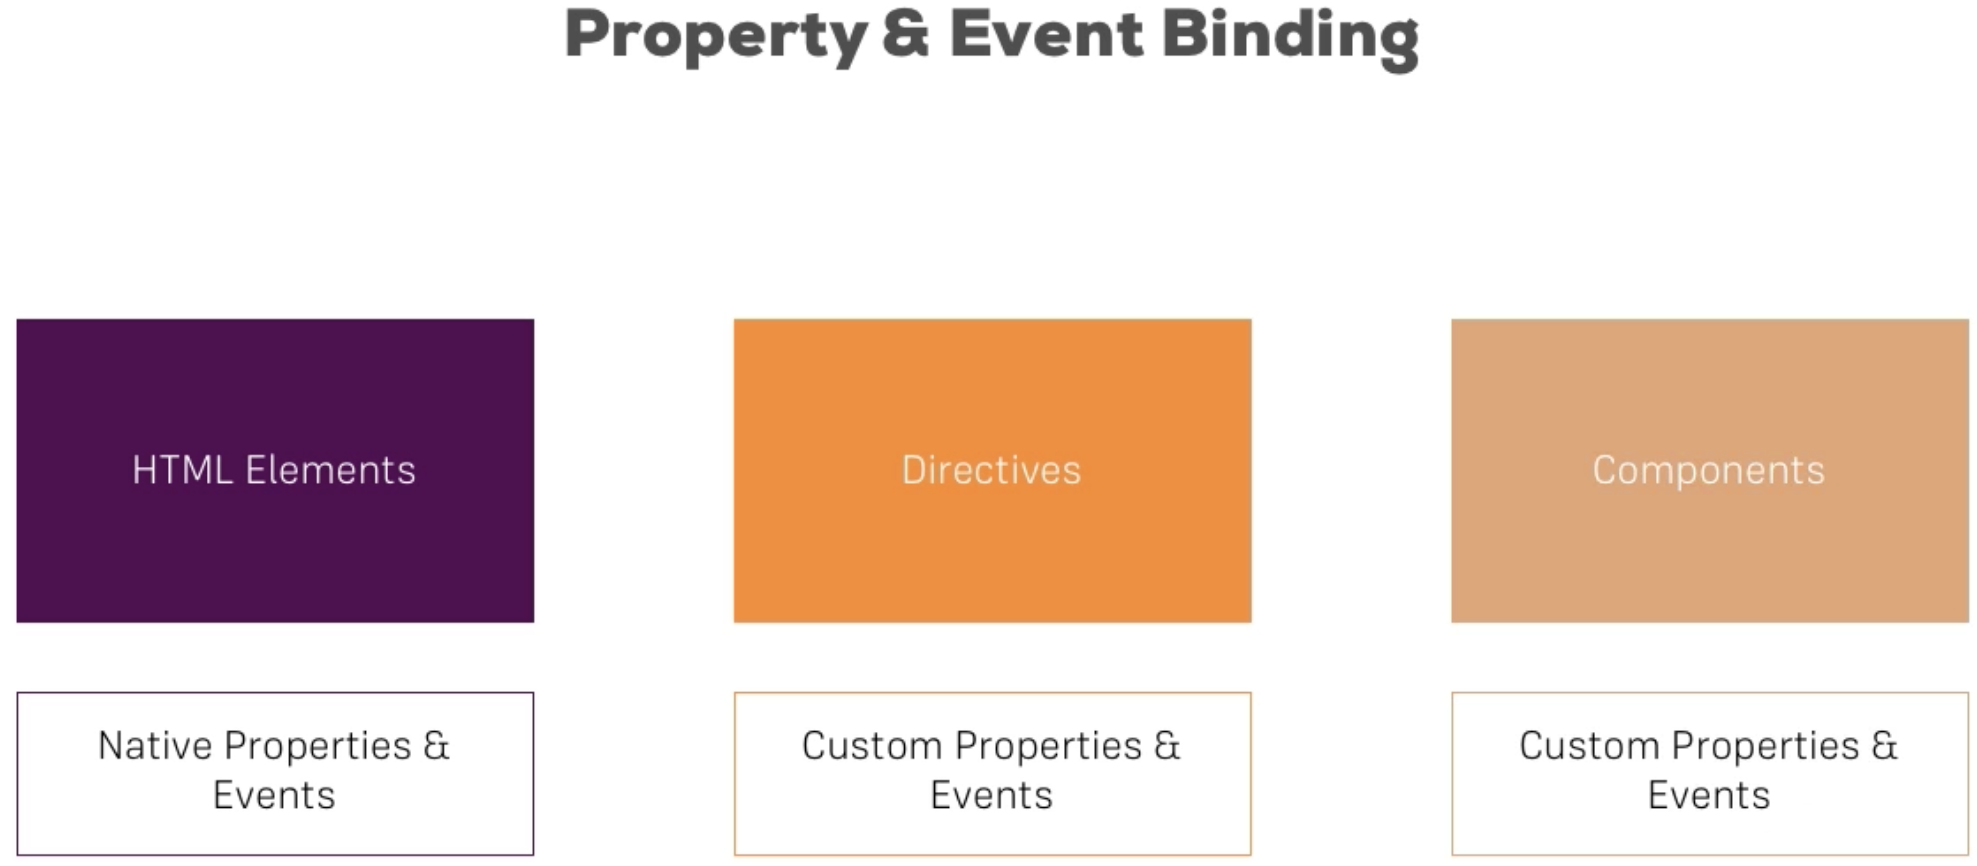 Property & Event Binding
HTML Elements
Directives
Components
Native Properties &
Events
Custom Properties &
Events
Custom Properties &
Events